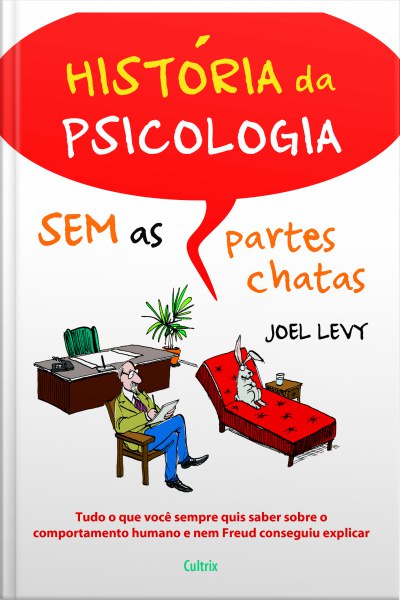 HISTÓRIA da
PSICOLOGIA
SEM as partes
chatas
JOEL LEVY
Tudo o que você sempre quis saber sobre o
comportamento humano e nem Freud conseguiu explicar
Cultrix